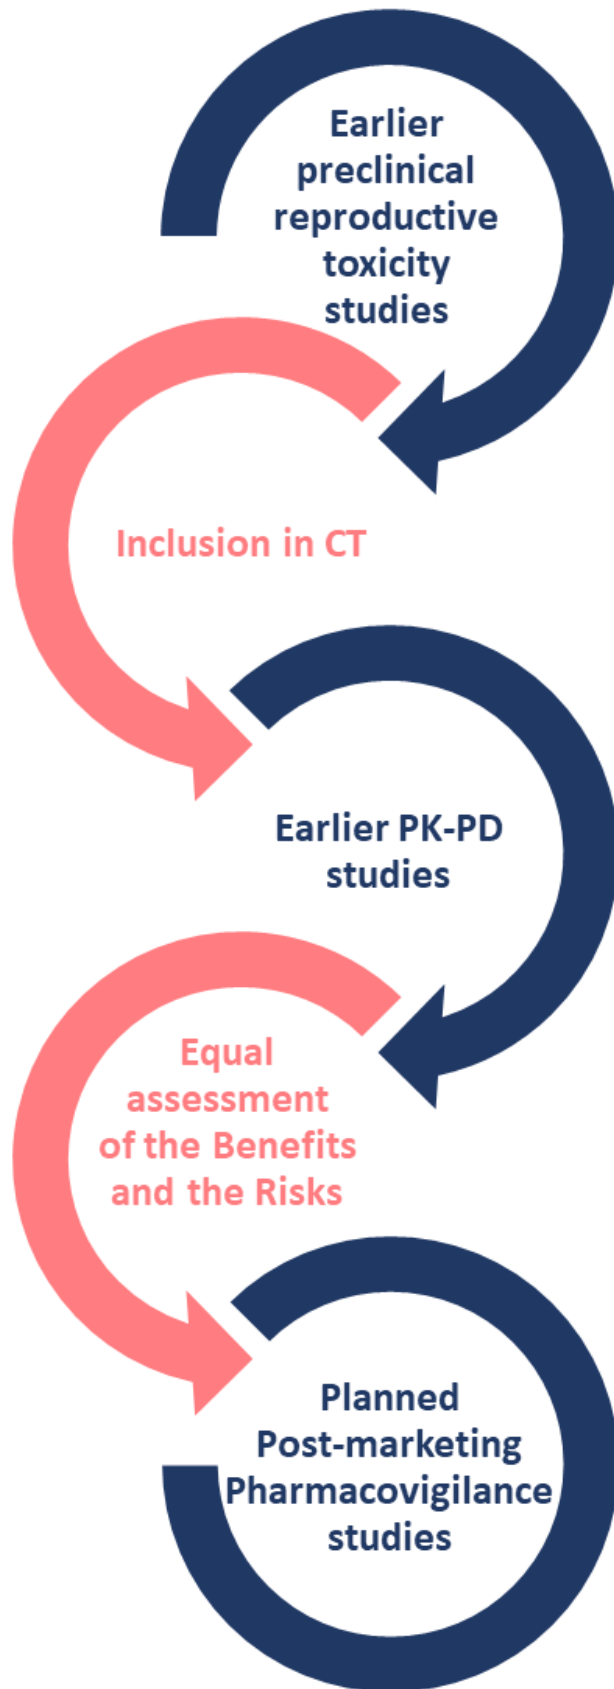 Earlier
preclinical
reproductive
toxicity
studies
Inclusion in CT
Earlier PK-PD
studies
Equal
assessment
of the Benefits
and the Risks
Planned
Post-marketing
Pharmacovigilance
studies